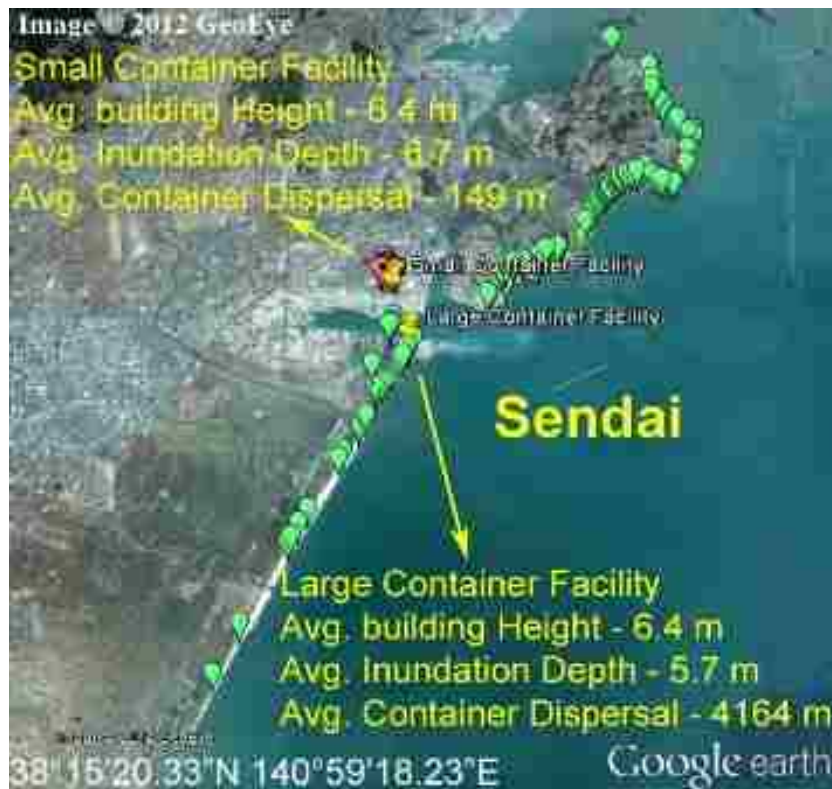 Image © 2012 GeoEye
Small Container Facility
Avg. building Height - 6.4 m
Avg. Inundation Depth - 6.7 m
Avg. Container Dispersal - 149 m
Small Container Facility
Large Container Facility
Sendai
Large Container Facility
Avg. building Height - 6.4 m
Avg. Inundation Depth - 5.7 m
Avg. Container Dispersal - 4164 m
38°15'20.33"N 140°59'18.23"E
Google earth